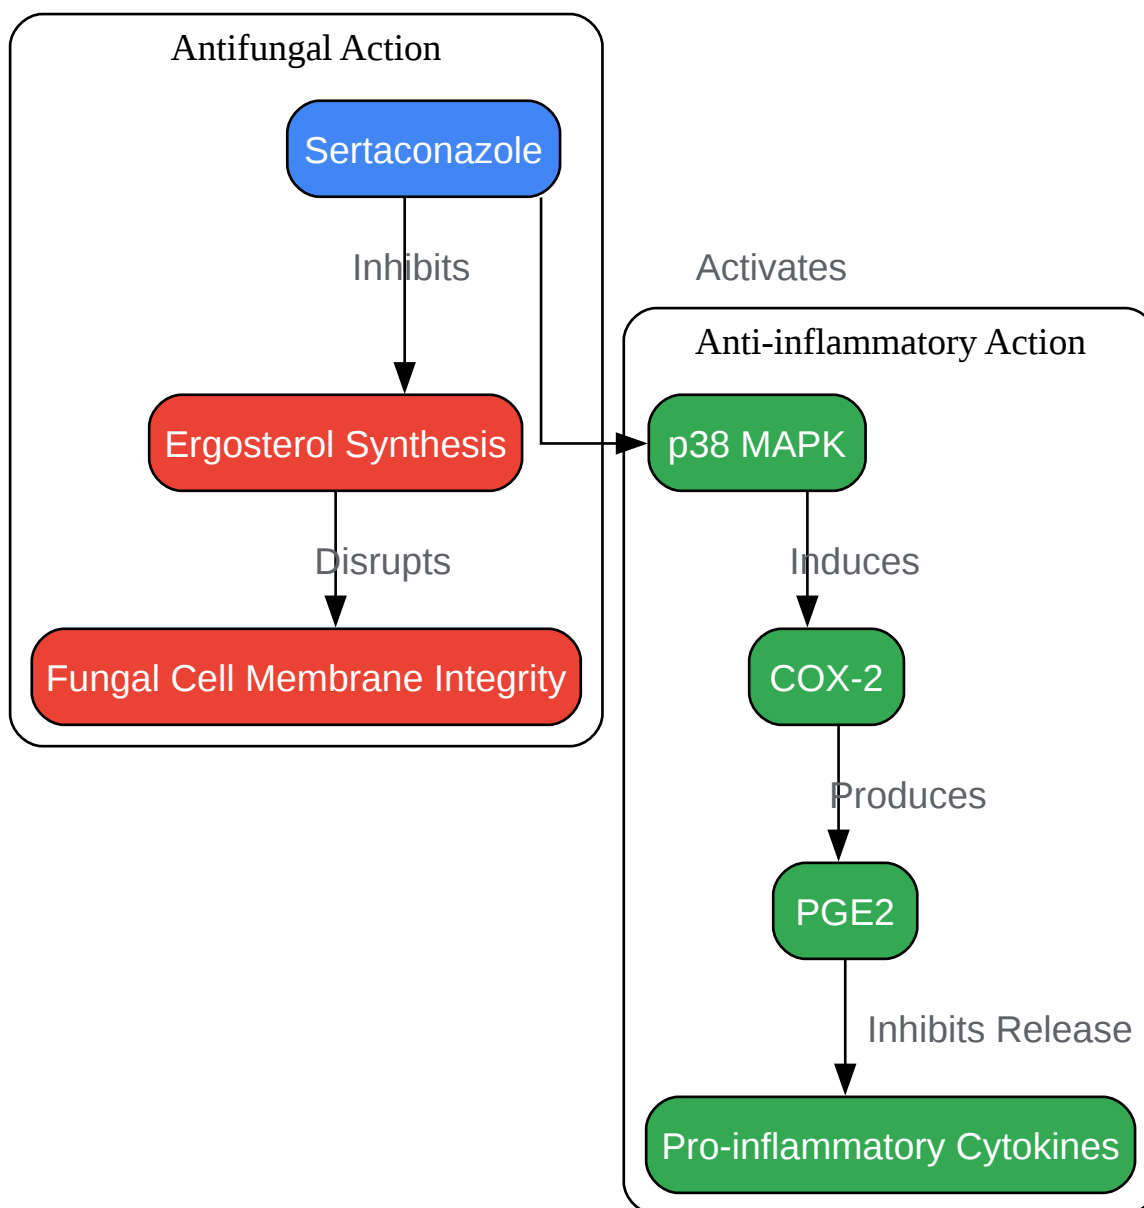 Antifungal Action
Sertaconazole
Inhibits
Activates
Anti-inflammatory Action
Ergosterol Synthesis
p38 MAPK
Disrupts
Induces
Fungal Cell Membrane Integrity
COX-2
Produces
PGE2
Inhibits Release
Pro-inflammatory Cytokines